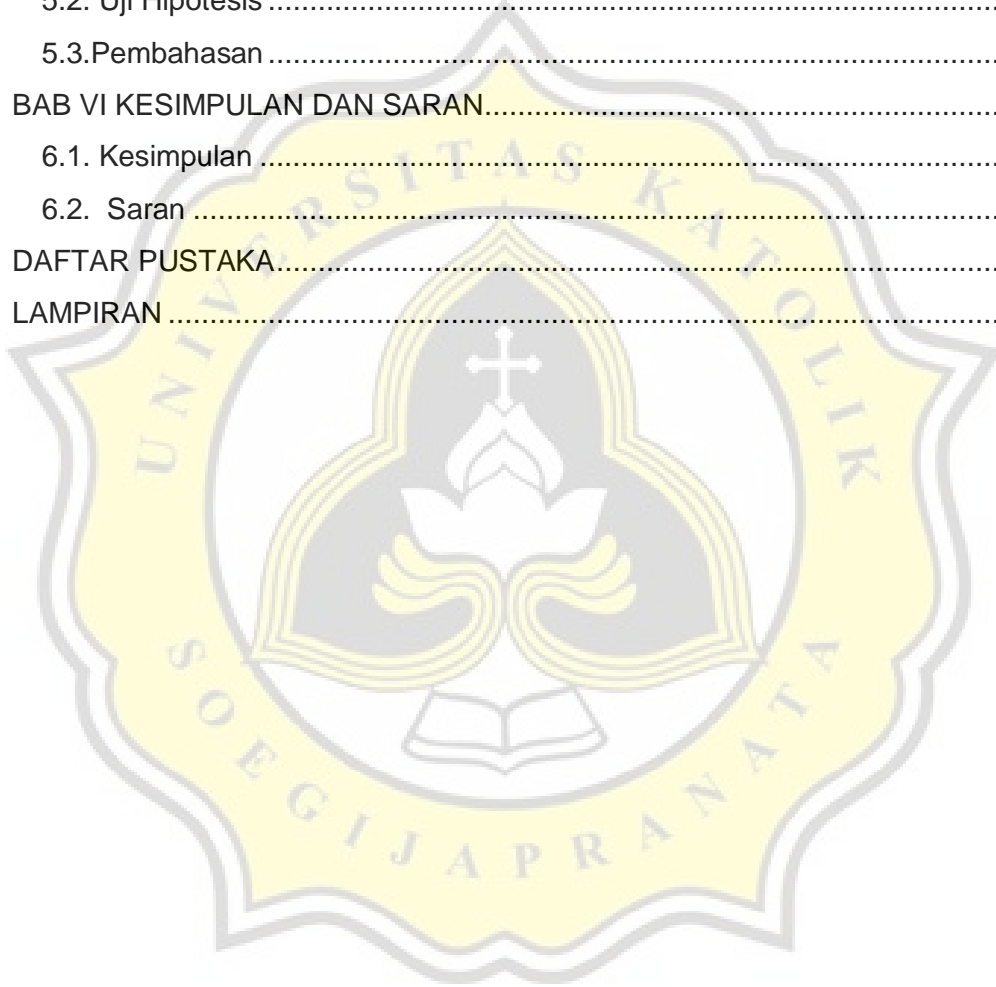 5.2. Uji Hipotesis ........................................................................................
5.3.Pembahasan ........................................................................................
BAB VI KESIMPULAN DAN SARAN..............................................................
6.1. Kesimpulan .........................................................................................
6.2.  Saran .................................................................................................
DAFTAR PUSTAKA.......................................................................................
LAMPIRAN ....................................................................................................
UNIVERSITAS KATOLIK
SOEGIJAPRANATA